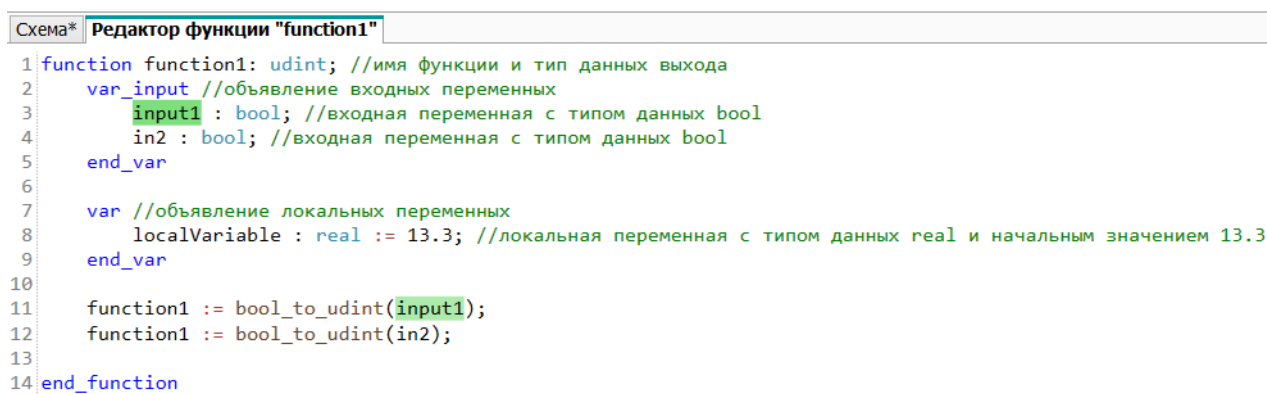 Схема* Редактор функции "function1"
1 function function1: udint; //имя функции и тип данных выхода
2 var_input //объявление входных переменных
3 input1 : bool; //входная переменная с типом данных bool
4 in2 : bool; //входная переменная с типом данных bool
5 end_var
6
7 var //объявление локальных переменных
8 localVariable : real := 13.3; //локальная переменная с типом данных real и начальным значением 13.3
9 end_var
10
11 function1 := bool_to_udint(input1);
12 function1 := bool_to_udint(in2);
13
14 end_function